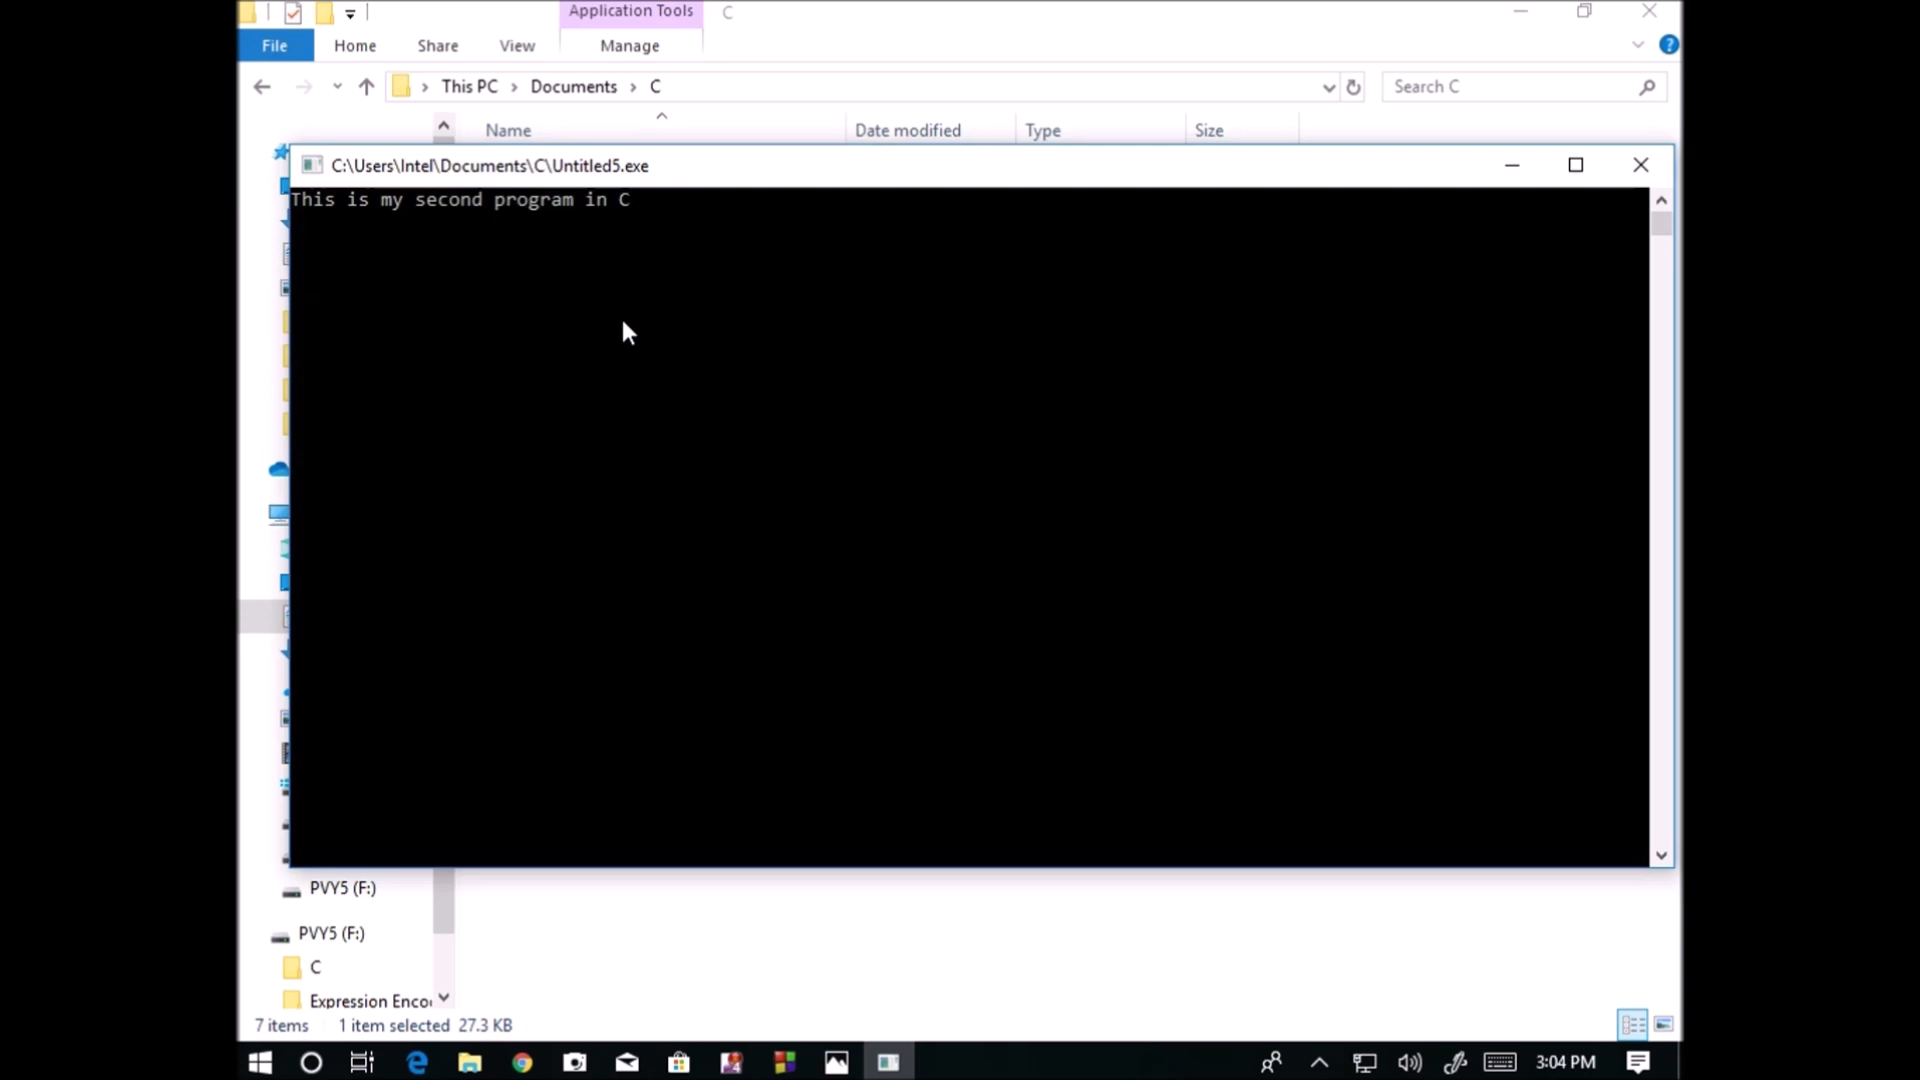 Application Tools C
File Home Share View Manage
This PC Documents C Search C
Name Date modified Type Size
C:\Users\Intel\Documents\C\Untitled5.exe
This is my second program in C
PVY5 (F:)
PVY5 (F:)
C
Expression Enco
7 items 1 item selected 27.3 KB
3:04 PM